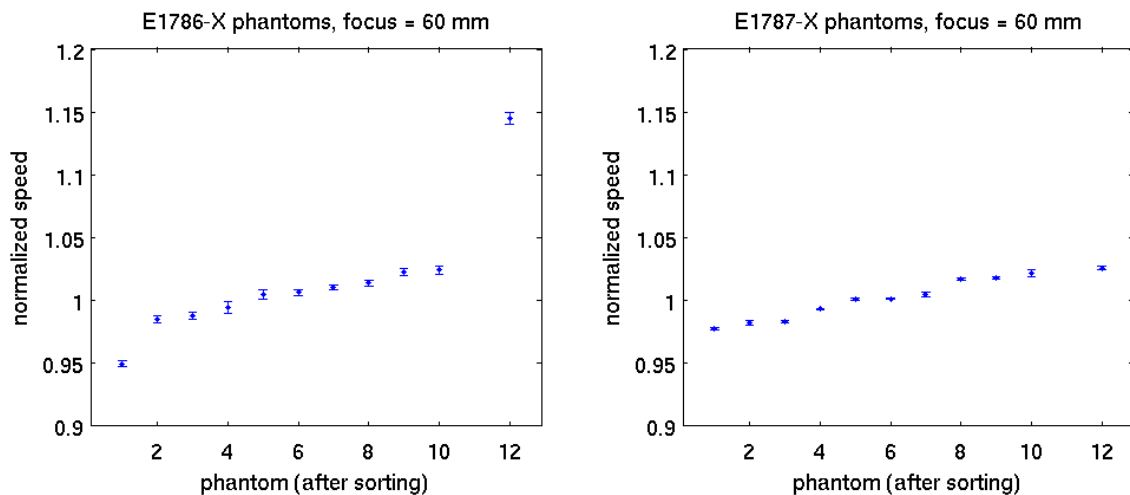 E1786-X phantoms, focus = 60 mm
1.2
1.15
1.1
1.05
1
0.95
0.9
normalized speed
2 4 6 8 10 12
phantom (after sorting)
E1787-X phantoms, focus = 60 mm
1.2
1.15
1.1
1.05
1
0.95
0.9
normalized speed
2 4 6 8 10 12
phantom (after sorting)